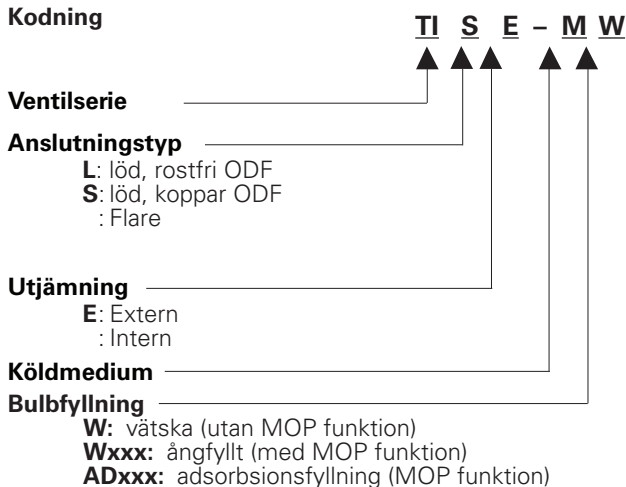 Kodning
TI S E – M W
Ventilserie
Anslutningstyp
L: löd, rostfri ODF
S: löd, koppar ODF
: Flare
Utjämning
E: Extern
: Intern
Köldmedium
Bulbfyllning
W: vätska (utan MOP funktion)
Wxxx: ångfyllt (med MOP funktion)
ADxxx: adsorbsionsfyllning (MOP funktion)